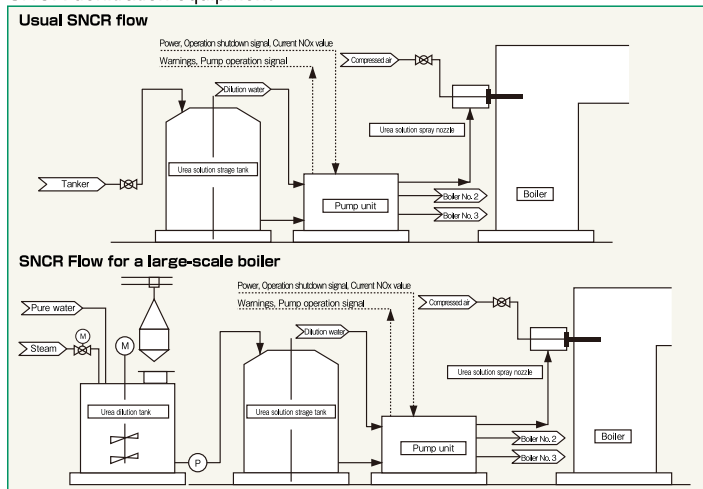 Usual SNCR flow
Power, Operation shutdown signal, Current NOx value
Warnings, Pump operation signal
Compressed air
Dilution water
Urea solution spray nozzle
Urea solution strage tank
Tanker
Pump unit
Boiler No. 2
Boiler No. 3
Boiler
SNCR Flow for a large-scale boiler
Power, Operation shutdown signal, Current NOx value
Warnings, Pump operation signal
Compressed air
Pure water
Steam
M
M
Dilution water
Urea solution spray nozzle
Urea dilution tank
Urea solution strage tank
Pump unit
Boiler No. 2
Boiler No. 3
Boiler
P